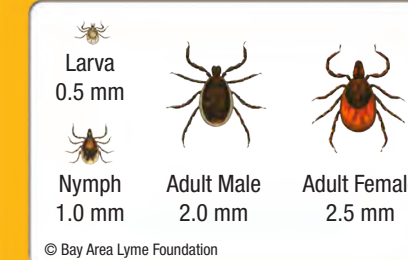 Larva
0.5 mm
Nymph
1.0 mm
Adult Male
2.0 mm
Adult Femal
2.5 mm
© Bay Area Lyme Foundation